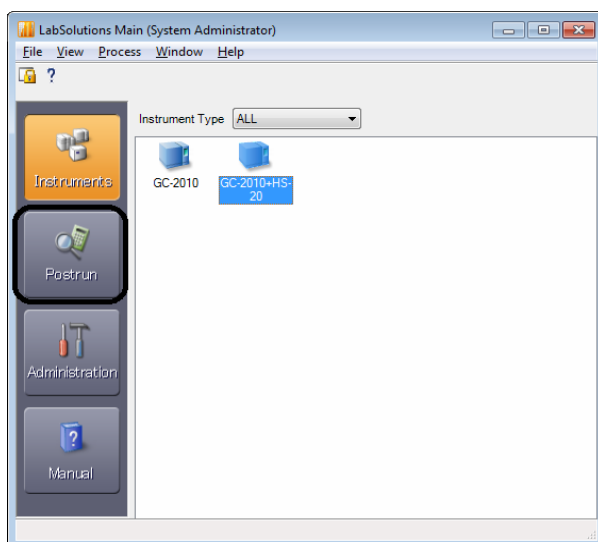 LabSolutions Main (System Administrator)
File View Process Window Help
?
Instrument Type ALL
Instruments
GC-2010
GC-2010+HS-
20
Postrun
Administration
?
Manual